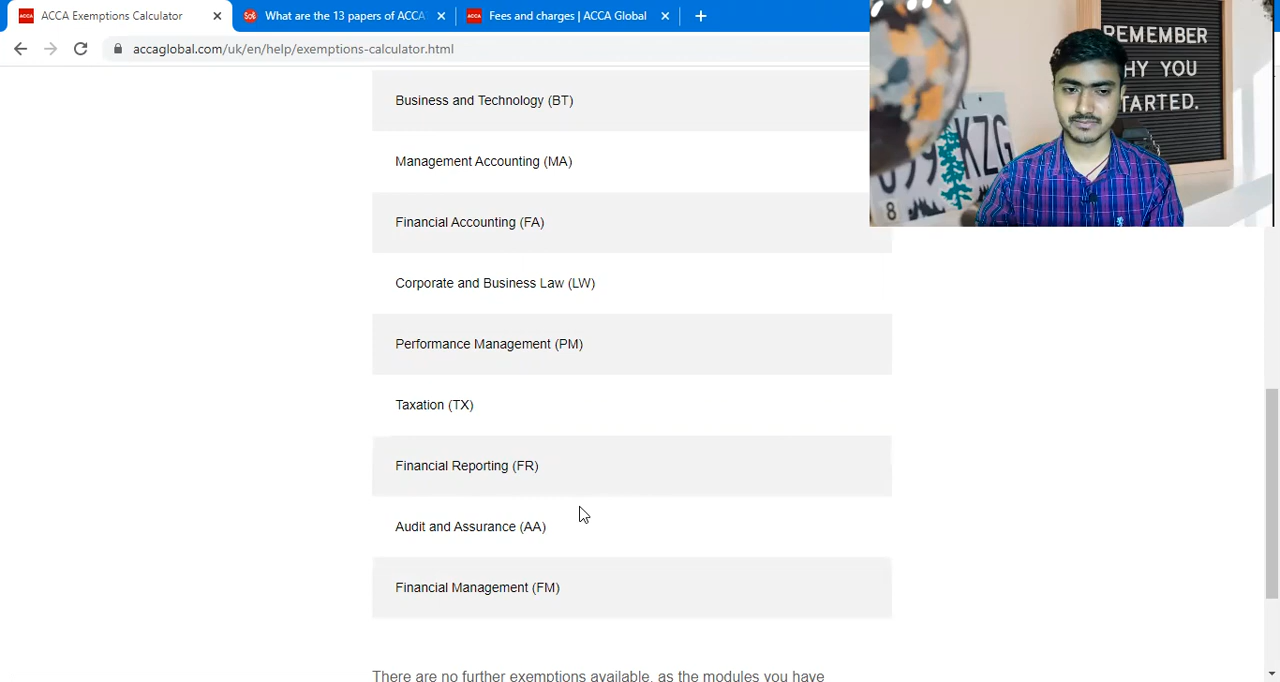 ACCA Exemptions Calculator
What are the 13 papers of ACCA
Fees and charges | ACCA Global
accaglobal.com/uk/en/help/exemptions-calculator.html
REMEMBER
HY YOU
TARTED.
KZG
8
Business and Technology (BT)
Management Accounting (MA)
Financial Accounting (FA)
Corporate and Business Law (LW)
Performance Management (PM)
Taxation (TX)
Financial Reporting (FR)
Audit and Assurance (AA)
Financial Management (FM)
There are no further exemptions available, as the modules you have